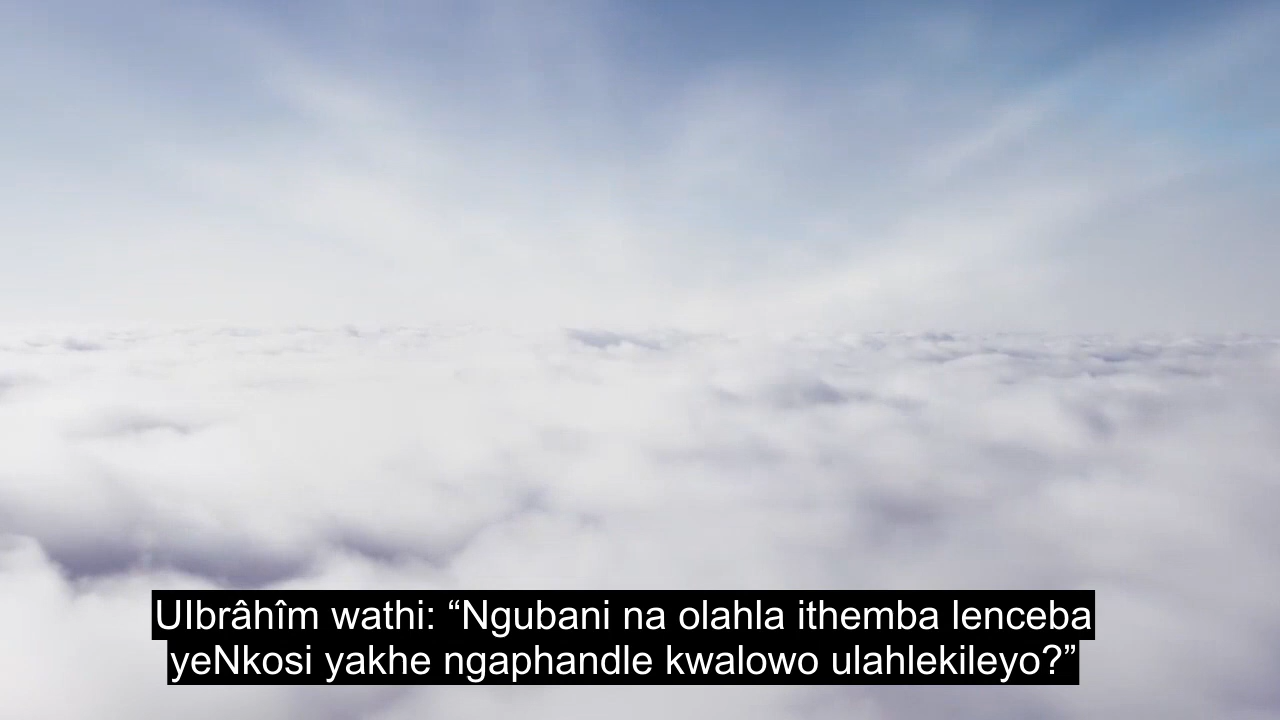 UIbrâhîm wathi: “Ngubani na olahla ithemba lenceba
yeNkosi yakhe ngaphandle kwalowo ulahlekileyo?”